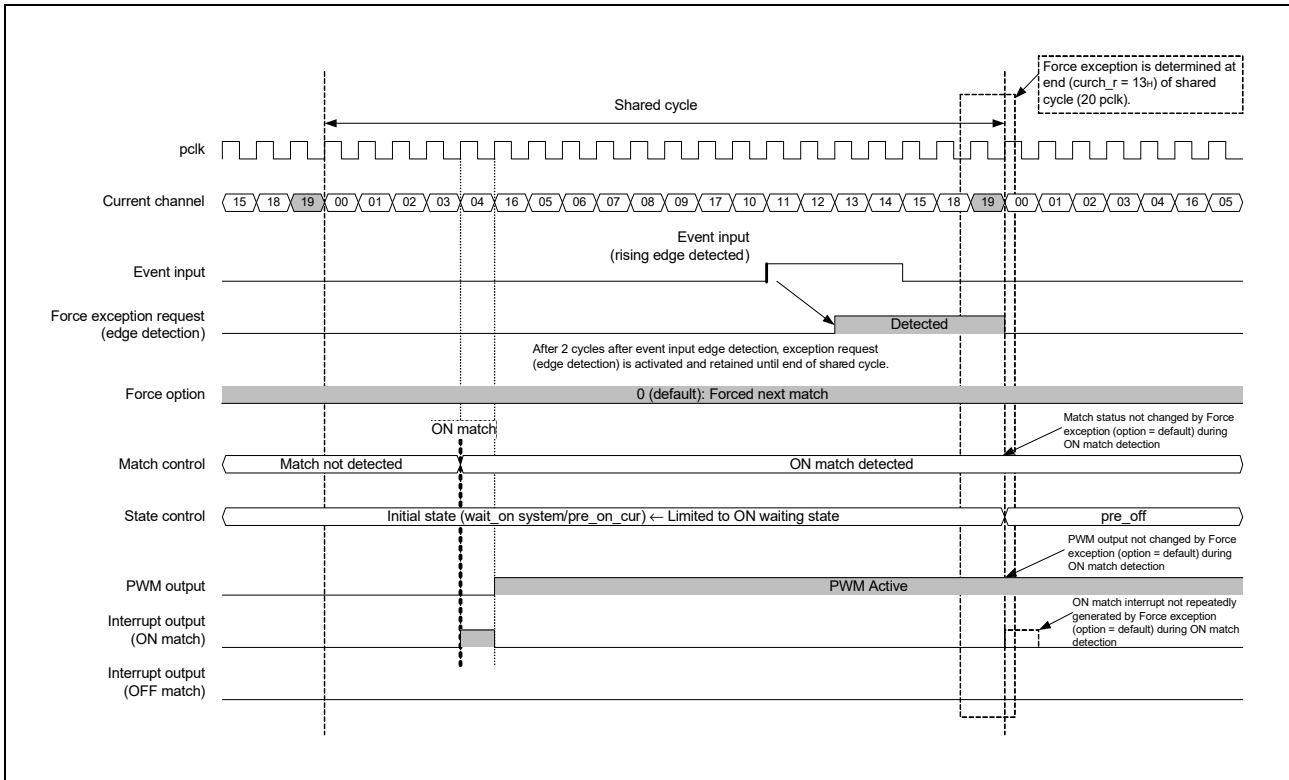 Force exception is determined at
end (curch_r = 13H) of shared
cycle (20 pclk).
Shared cycle
pclk
Current channel
15 18 19 00 01 02 03 04 16 05 06 07 08 09 17 10 11 12 13 14 15 18 19 00 01 02 03 04 16 05
Event input
(rising edge detected)
Event input
Force exception request
(edge detection)
Detected
After 2 cycles after event input edge detection, exception request
(edge detection) is activated and retained until end of shared cycle.
Force option
0 (default): Forced next match
ON match
Match status not changed by Force
exception (option = default) during
ON match detection
Match control
Match not detected
ON match detected
State control
Initial state (wait_on system/pre_on_cur) ← Limited to ON waiting state
pre_off
PWM output not changed by Force
exception (option = default) during
ON match detection
PWM output
PWM Active
ON match interrupt not repeatedly
generated by Force exception
(option = default) during ON match
detection
Interrupt output
(ON match)
Interrupt output
(OFF match)